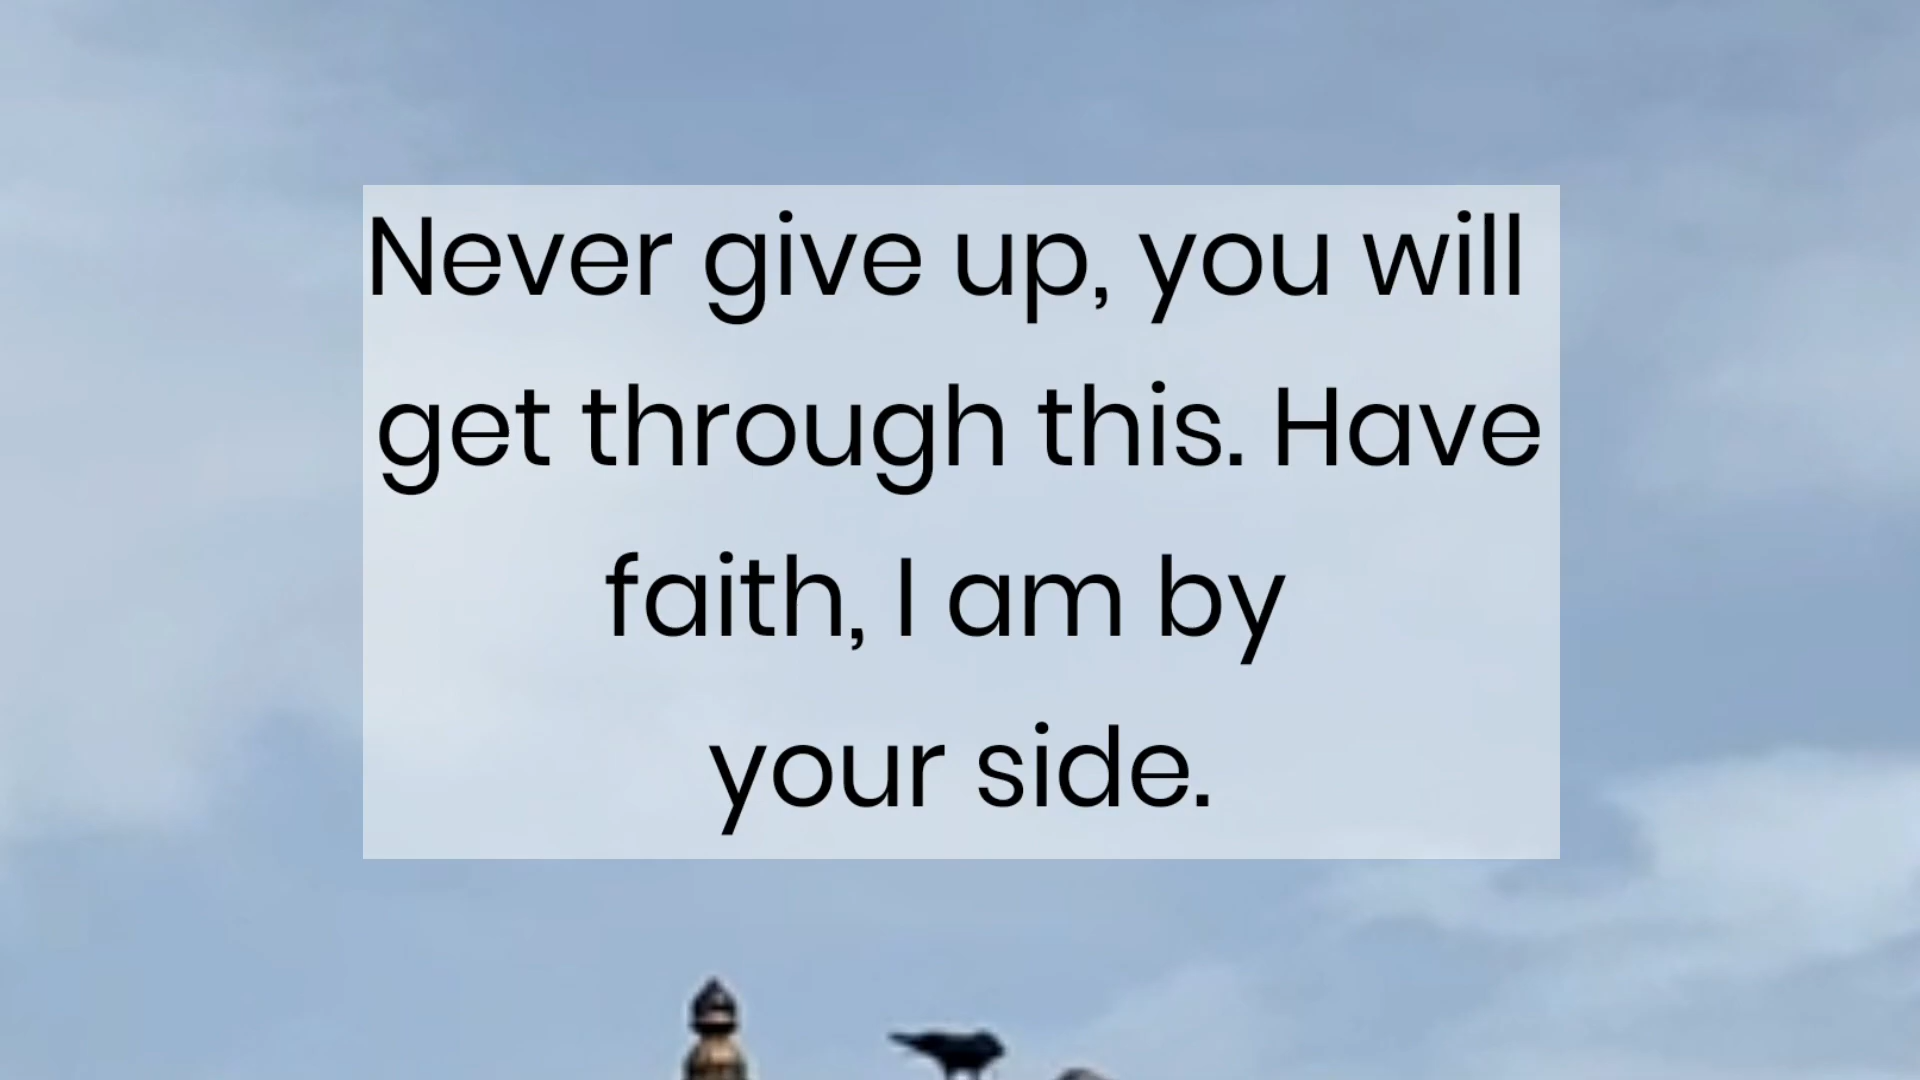 Never give up, you will
get through this. Have
faith, I am by
your side.